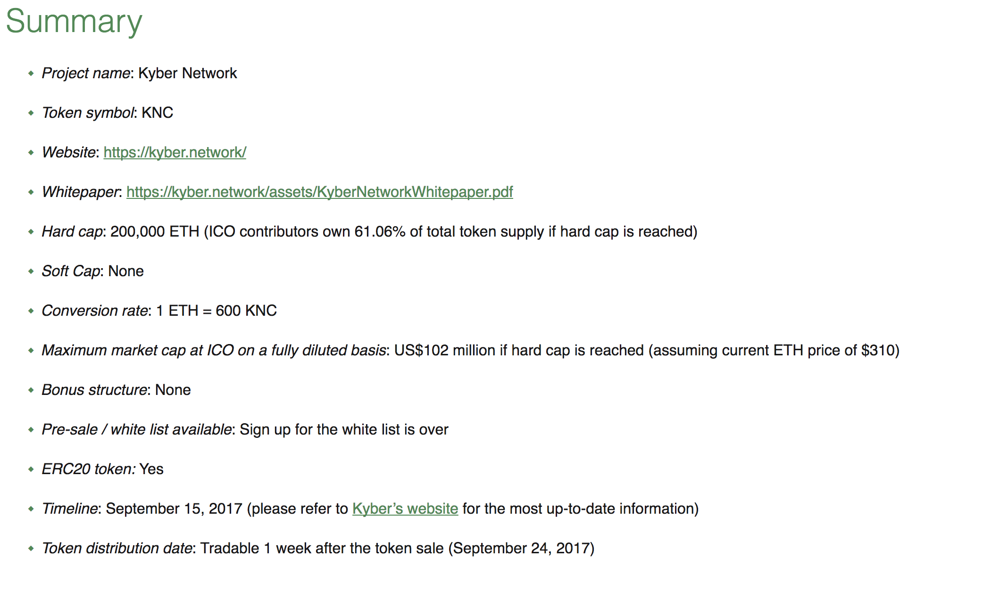 Summary
Project name: Kyber Network
Token symbol: KNC
Website: https://kyber.network/
Whitepaper: https://kyber.network/assets/KyberNetworkWhitepaper.pdf
Hard cap: 200,000 ETH (ICO contributors own 61.06% of total token supply if hard cap is reached)
Soft Cap: None
Conversion rate: 1 ETH = 600 KNC
Maximum market cap at ICO on a fully diluted basis: US$102 million if hard cap is reached (assuming current ETH price of $310)
Bonus structure: None
Pre-sale / white list available: Sign up for the white list is over
ERC20 token: Yes
Timeline: September 15, 2017 (please refer to Kyber’s website for the most up-to-date information)
Token distribution date: Tradable 1 week after the token sale (September 24, 2017)